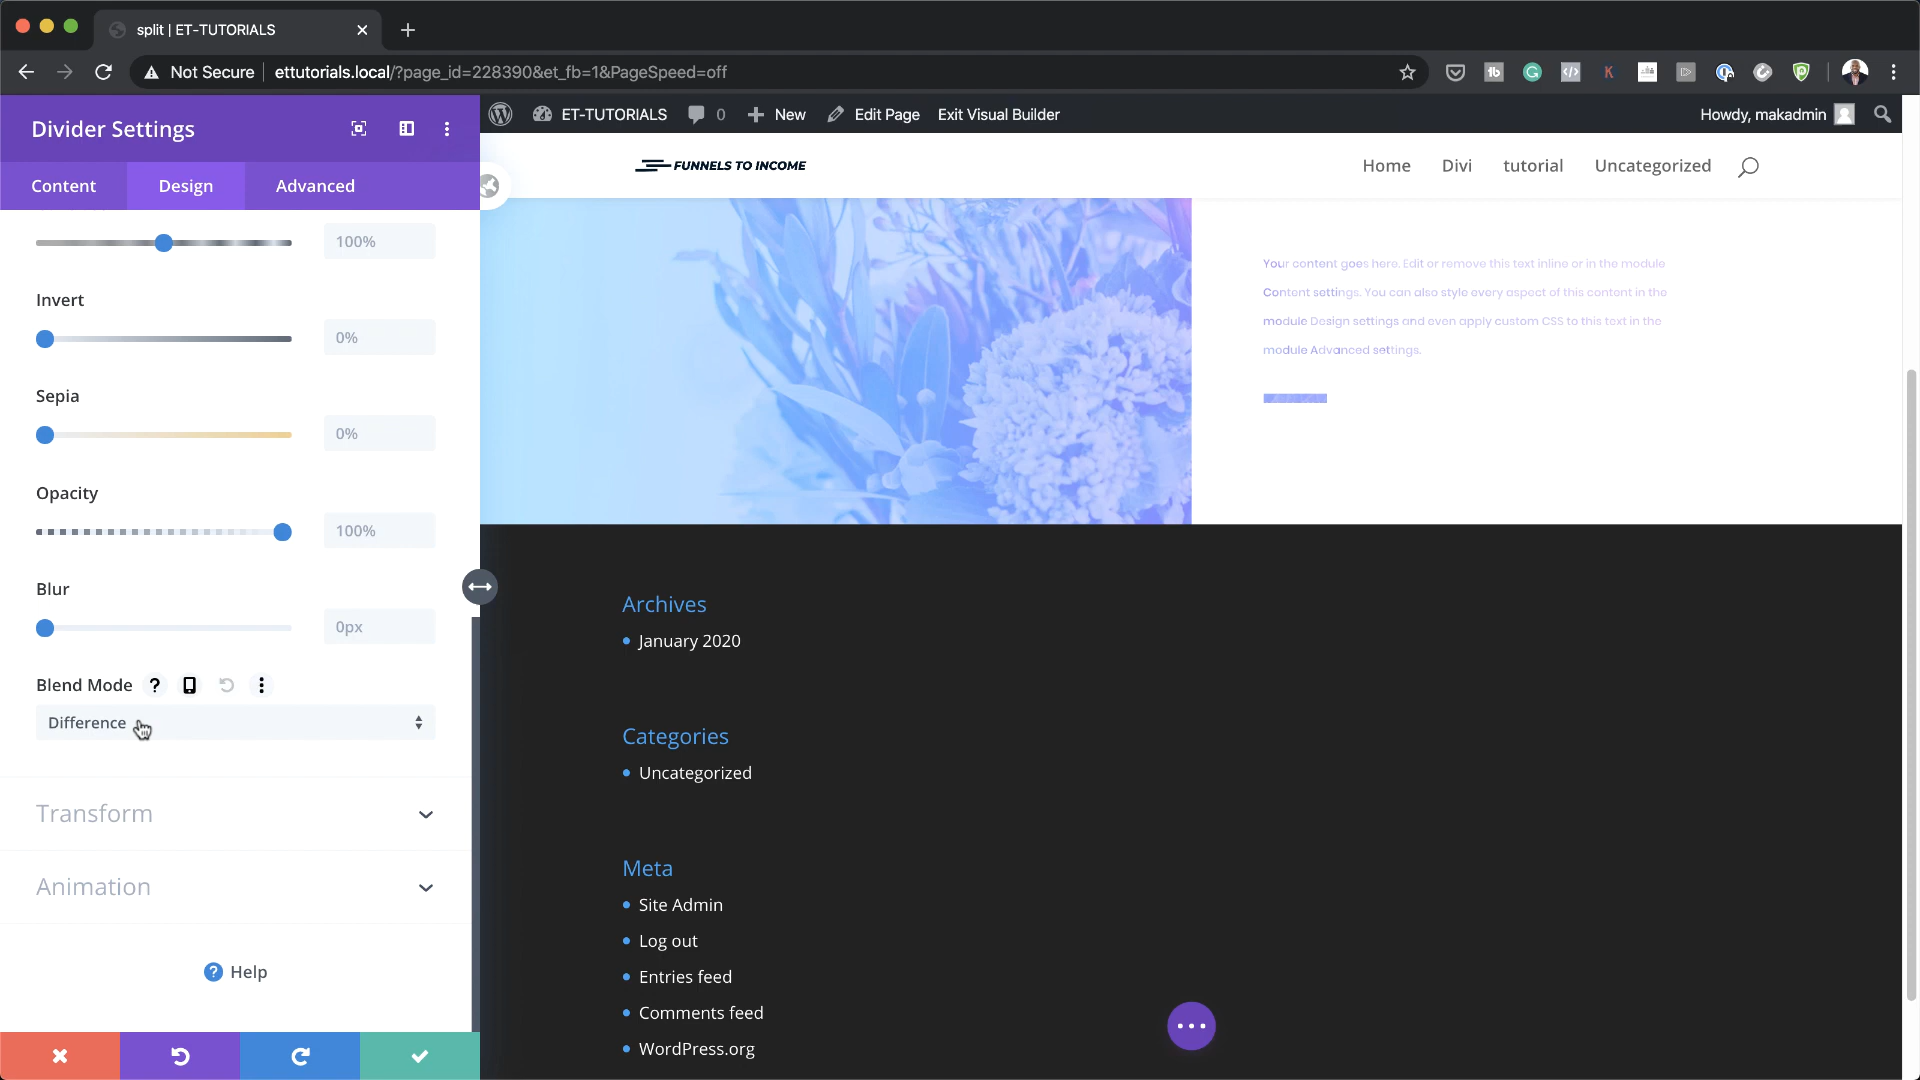 split | ET-TUTORIALS
Not Secure
ettutorials.local/?page_id=228390&et_fb=1&PageSpeed=off
Divider Settings
Content
Design
Advanced
100%
Invert
0%
Sepia
0%
Opacity
100%
Blur
0px
Blend Mode
Difference
Transform
Animation
Help
ET-TUTORIALS
0
New
Edit Page
Exit Visual Builder
Howdy, makadmin
FUNNELS TO INCOME
Home
Divi
tutorial
Uncategorized
Your content goes here. Edit or remove this text inline or in the module
Content settings. You can also style every aspect of this content in the
module Design settings and even apply custom CSS to this text in the
module Advanced settings.
Archives
January 2020
Categories
Uncategorized
Meta
Site Admin
Log out
Entries feed
Comments feed
WordPress.org